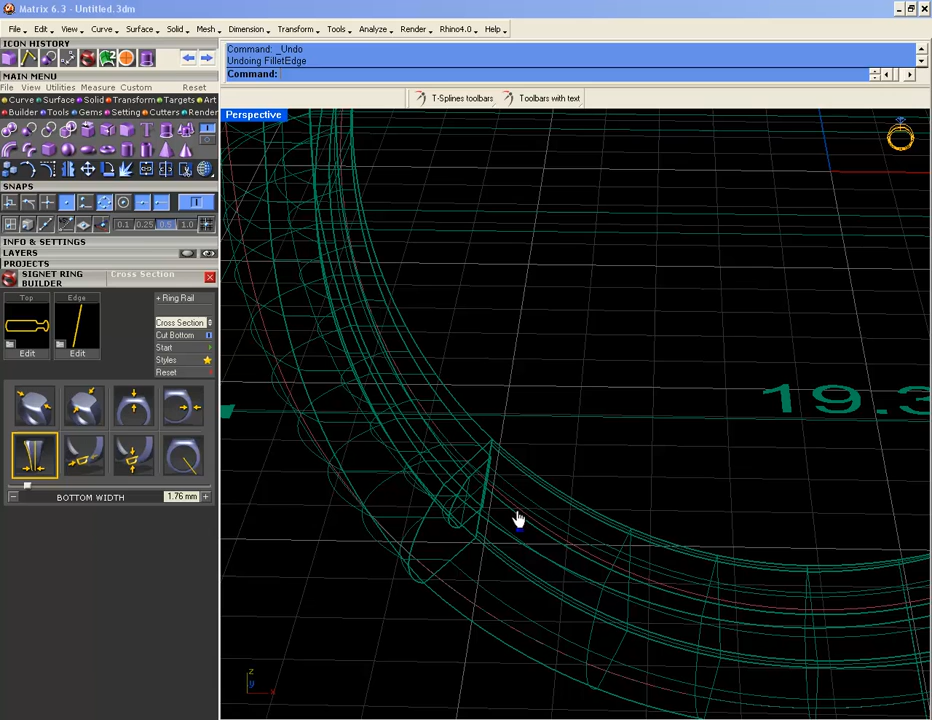 Matrix 6.3 - Untitled.3dm
File View Curve Surface Solid Mesh Dimension Transform Tools Analyze Render Rhino4.0 Help
ICON HISTORY
Command: _Undo
Undoing FilletEdge
Command:
MAIN MENU
File View Utilities Measure Custom Reset
Curve Surface Solid Transform Targets Art
Builder Tools Gems Setting Cutters Render
T-Splines toolbars Toolbars with text
Perspective
SNAPS
0.1 0.25 0.5 1.0
INFO & SETTINGS
LAYERS
PROJECTS
SIGNET RING BUILDER Cross Section
Top Edge + Ring Rail
Cross Section
Cut Bottom
Start
Edit Edit
Styles
Reset
19.3
BOTTOM WIDTH 1.76 mm
z
y
x